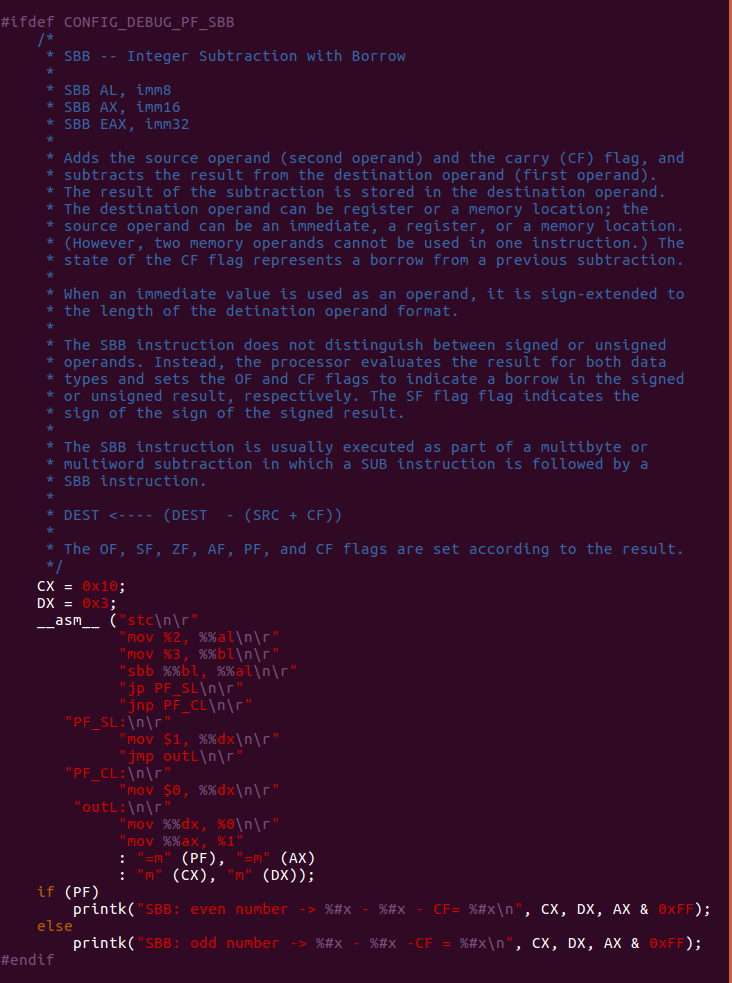 #ifdef CONFIG_DEBUG_PF_SBB
    /*
     * SBB -- Integer Subtraction with Borrow
     *
     * SBB AL, imm8
     * SBB AX, imm16
     * SBB EAX, imm32
     *
     * Adds the source operand (second operand) and the carry (CF) flag, and
     * subtracts the result from the destination operand (first operand).
     * The result of the subtraction is stored in the destination operand.
     * The destination operand can be register or a memory location; the
     * source operand can be an immediate, a register, or a memory location.
     * (However, two memory operands cannot be used in one instruction.) The
     * state of the CF flag represents a borrow from a previous subtraction.
     *
     * When an immediate value is used as an operand, it is sign-extended to
     * the length of the detination operand format.
     *
     * The SBB instruction does not distinguish between signed or unsigned
     * operands. Instead, the processor evaluates the result for both data
     * types and sets the OF and CF flags to indicate a borrow in the signed
     * or unsigned result, respectively. The SF flag flag indicates the
     * sign of the sign of the signed result.
     *
     * The SBB instruction is usually executed as part of a multibyte or
     * multiword subtraction in which a SUB instruction is followed by a
     * SBB instruction.
     *
     * DEST <---- (DEST  - (SRC + CF))
     *
     * The OF, SF, ZF, AF, PF, and CF flags are set according to the result.
     */
    CX = 0x10;
    DX = 0x3;
    __asm__ ("stc\n\r"
             "mov %2, %%al\n\r"
             "mov %3, %%bl\n\r"
             "sbb %%bl, %%al\n\r"
             "jp PF_SL\n\r"
             "jnp PF_CL\n\r"
       "PF_SL:\n\r"
             "mov $1, %%dx\n\r"
             "jmp outL\n\r"
       "PF_CL:\n\r"
             "mov $0, %%dx\n\r"
        "outL:\n\r"
             "mov %%dx, %0\n\r"
             "mov %%ax, %1"
             : "=m" (PF), "=m" (AX)
             : "m" (CX), "m" (DX));
    if (PF)
        printk("SBB: even number -> %#x - %#x - CF= %#x\n", CX, DX, AX & 0xFF);
    else
        printk("SBB: odd number -> %#x - %#x -CF = %#x\n", CX, DX, AX & 0xFF);
#endif